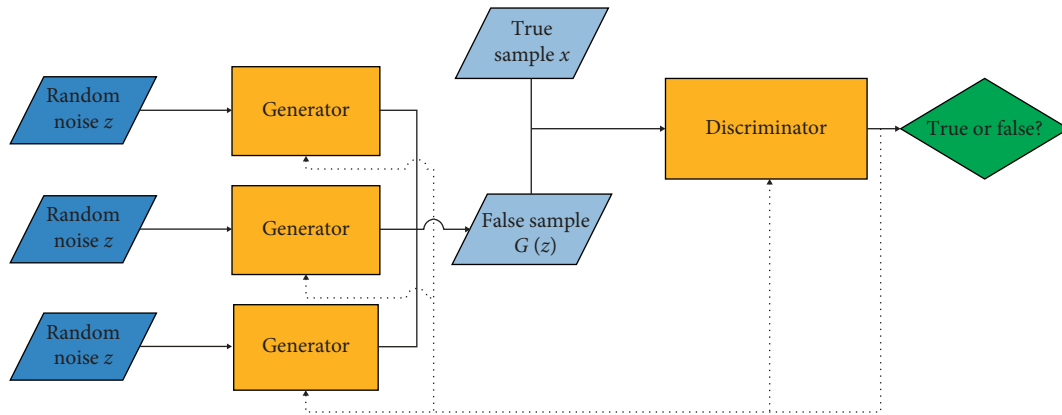 True
sample x
Random
noise z
Generator
Discriminator
True or false?
Random
noise z
Generator
False sample
G (z)
Random
noise z
Generator